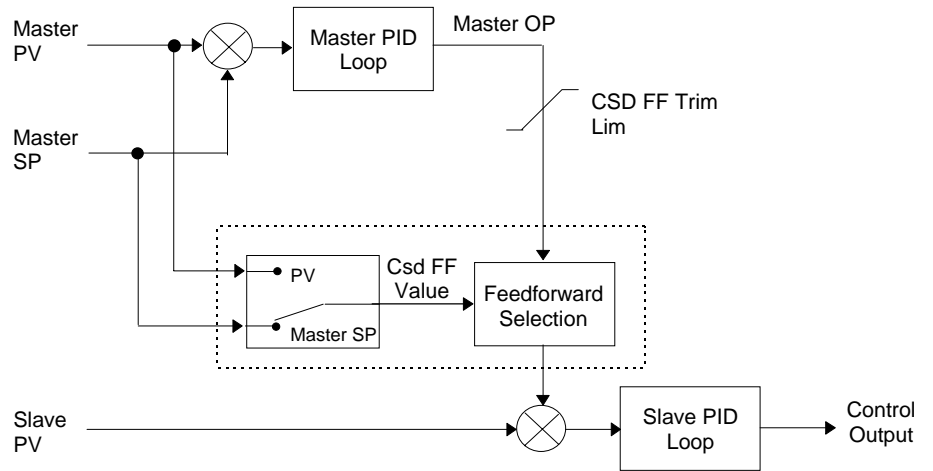 Master
PV
Master PID
Loop
Master OP
CSD FF Trim
Lim
Master
SP
PV
Master SP
Csd FF
Value
Feedforward
Selection
Slave
PV
Slave PID
Loop
Control
Output